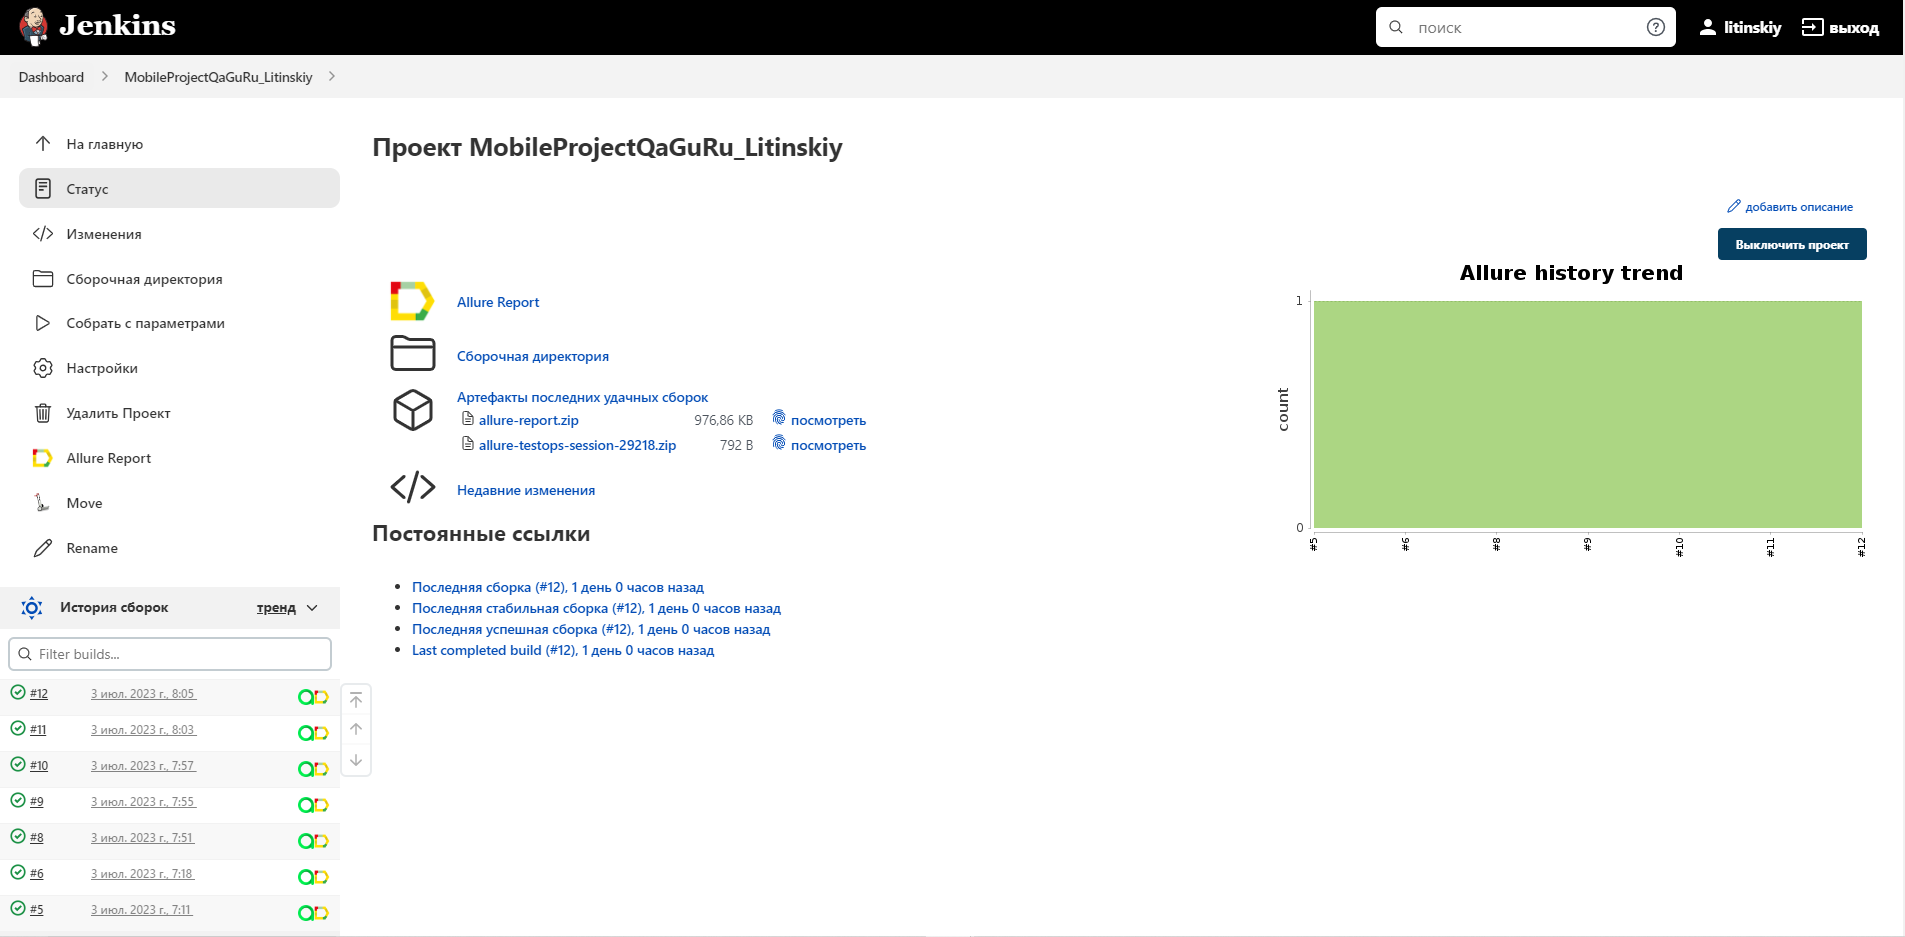 Jenkins
поиск
litinskiy
выход
Dashboard
MobileProjectQaGuRu_Litinskiy
На главную
Статус
Изменения
Сборочная директория
Собрать с параметрами
Настройки
Удалить Проект
Allure Report
Move
Rename
История сборок
тренд
Filter builds...
#12 3 июл. 2023 г., 8:05
#11 3 июл. 2023 г., 8:03
#10 3 июл. 2023 г., 7:57
#9 3 июл. 2023 г., 7:55
#8 3 июл. 2023 г., 7:51
#6 3 июл. 2023 г., 7:18
#5 3 июл. 2023 г., 7:11
Проект MobileProjectQaGuRu_Litinskiy
добавить описание
Выключить проект
Allure Report
Сборочная директория
Артефакты последних удачных сборок
allure-report.zip 976,86 KB посмотреть
allure-testops-session-29218.zip 792 B посмотреть
Недавние изменения
Постоянные ссылки
Последняя сборка (#12), 1 день 0 часов назад
Последняя стабильная сборка (#12), 1 день 0 часов назад
Последняя успешная сборка (#12), 1 день 0 часов назад
Last completed build (#12), 1 день 0 часов назад
Allure history trend
count
1
0
#5 #6 #8 #9 #10 #11 #12